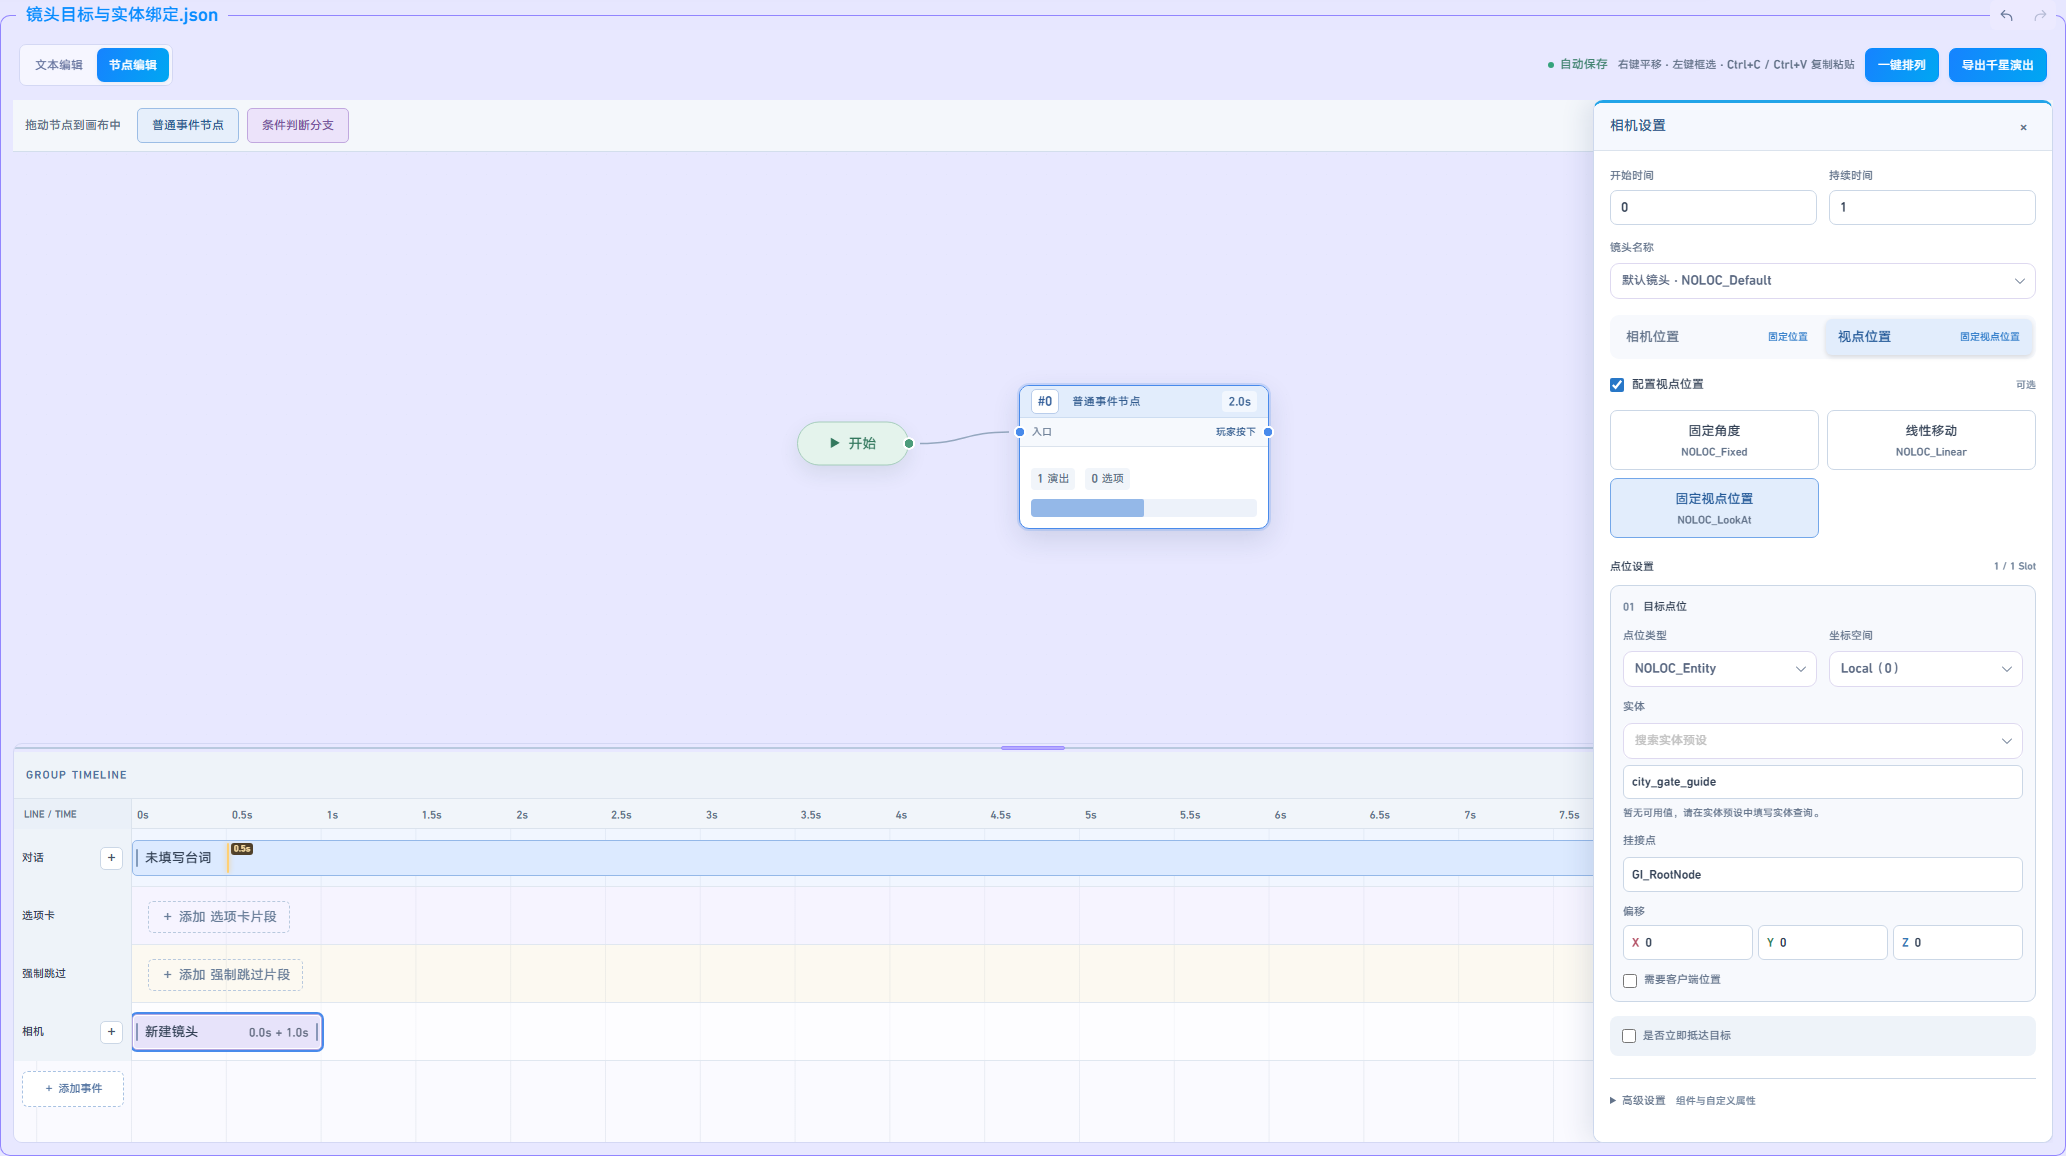 镜头目标与实体绑定.json
文本编辑 节点编辑
自动保存 右键平移 · 左键框选 · Ctrl+C / Ctrl+V 复制粘贴 一键排列 导出千星演出
拖动节点到画布中 普通事件节点 条件判断分支
开始
#0 普通事件节点 2.0s
入口 玩家按下
1 演出 0 选项
相机设置 ×
开始时间 持续时间
0 1
镜头名称
默认镜头 · NOLOC_Default
相机位置 固定位置 视点位置 固定视点位置
配置视点位置 可选
固定角度 线性移动
NOLOC_Fixed NOLOC_Linear
固定视点位置
NOLOC_LookAt
点位设置 1 / 1 Slot
01 目标点位
点位类型 坐标空间
NOLOC_Entity Local (0)
实体
搜索实体预设
city_gate_guide
暂无可用值，请在实体预设中填写实体查询。
挂接点
GI_RootNode
偏移
X 0 Y 0 Z 0
需要客户端位置
是否立即抵达目标
高级设置 组件与自定义属性
GROUP TIMELINE
LINE / TIME 0s 0.5s 1s 1.5s 2s 2.5s 3s 3.5s 4s 4.5s 5s 5.5s 6s 6.5s 7s 7.5s
对话 + 未填写台词 0.5s
选项卡 + 添加 选项卡片段
强制跳过 + 添加 强制跳过片段
相机 + 新建镜头 0.0s + 1.0s
+ 添加事件